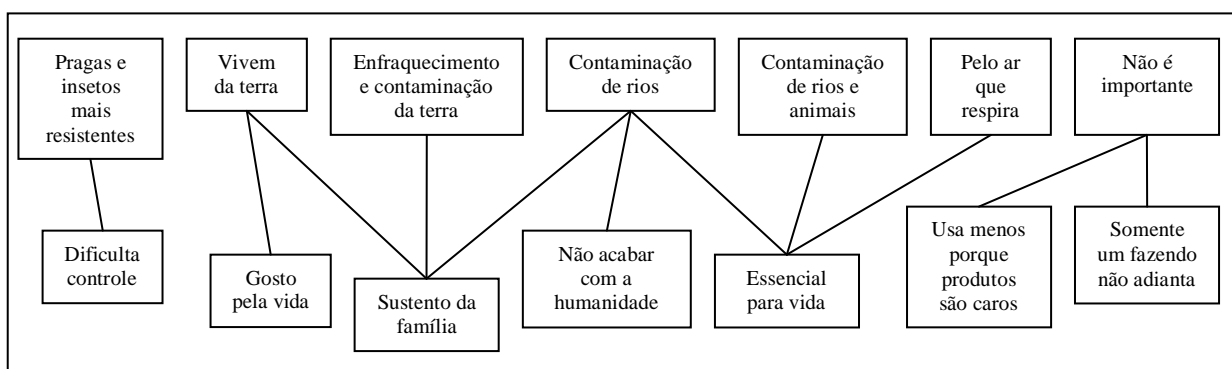 Pragas e
insetos
mais
resistentes
Vivem
da terra
Enfraquecimento
e contaminação
da terra
Contaminação
de rios
Contaminação
de rios e
animais
Pelo ar
que
respira
Não é
importante
Dificulta
controle
Gosto
pela vida
Sustento da
família
Não acabar
com a
humanidade
Essencial
para vida
Usa menos
porque
produtos
são caros
Somente
um fazendo
não adianta